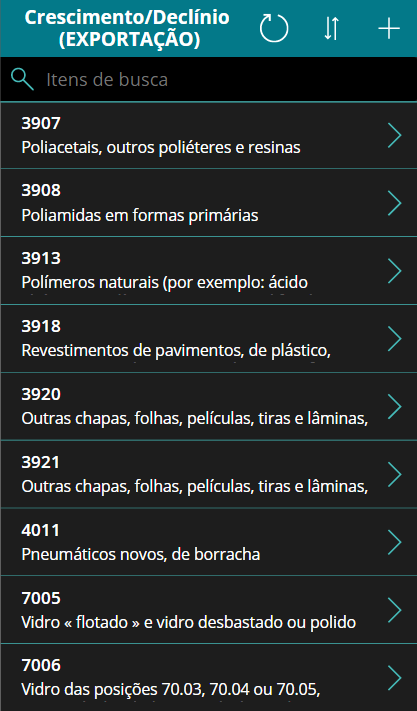 Crescimento/Declínio
(EXPORTAÇÃO)
Itens de busca
3907
Poliacetais, outros poliéteres e resinas
3908
Poliamidas em formas primárias
3913
Polímeros naturais (por exemplo: ácido
3918
Revestimentos de pavimentos, de plástico,
3920
Outras chapas, folhas, películas, tiras e lâminas,
3921
Outras chapas, folhas, películas, tiras e lâminas,
4011
Pneumáticos novos, de borracha
7005
Vidro « flotado » e vidro desbastado ou polido
7006
Vidro das posições 70.03, 70.04 ou 70.05,